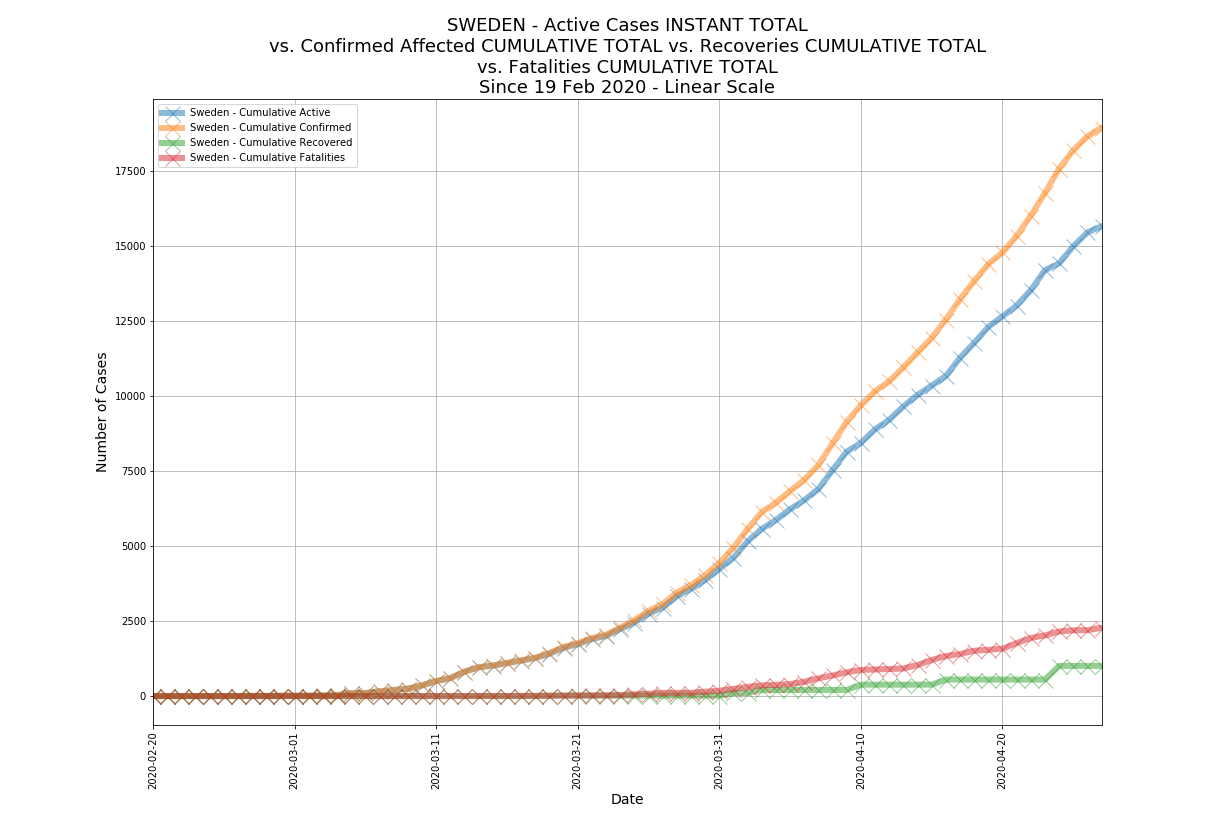 SWEDEN - Active Cases INSTANT TOTAL
vs. Confirmed Affected CUMULATIVE TOTAL vs. Recoveries CUMULATIVE TOTAL
vs. Fatalities CUMULATIVE TOTAL
Since 19 Feb 2020 - Linear Scale
Sweden - Cumulative Active
Sweden - Cumulative Confirmed
Sweden - Cumulative Recovered
Sweden - Cumulative Fatalities
17500
15000
12500
10000
7500
5000
2500
0
Number of Cases
2020-02-20
2020-03-01
2020-03-11
2020-03-21
2020-03-31
2020-04-10
2020-04-20
Date